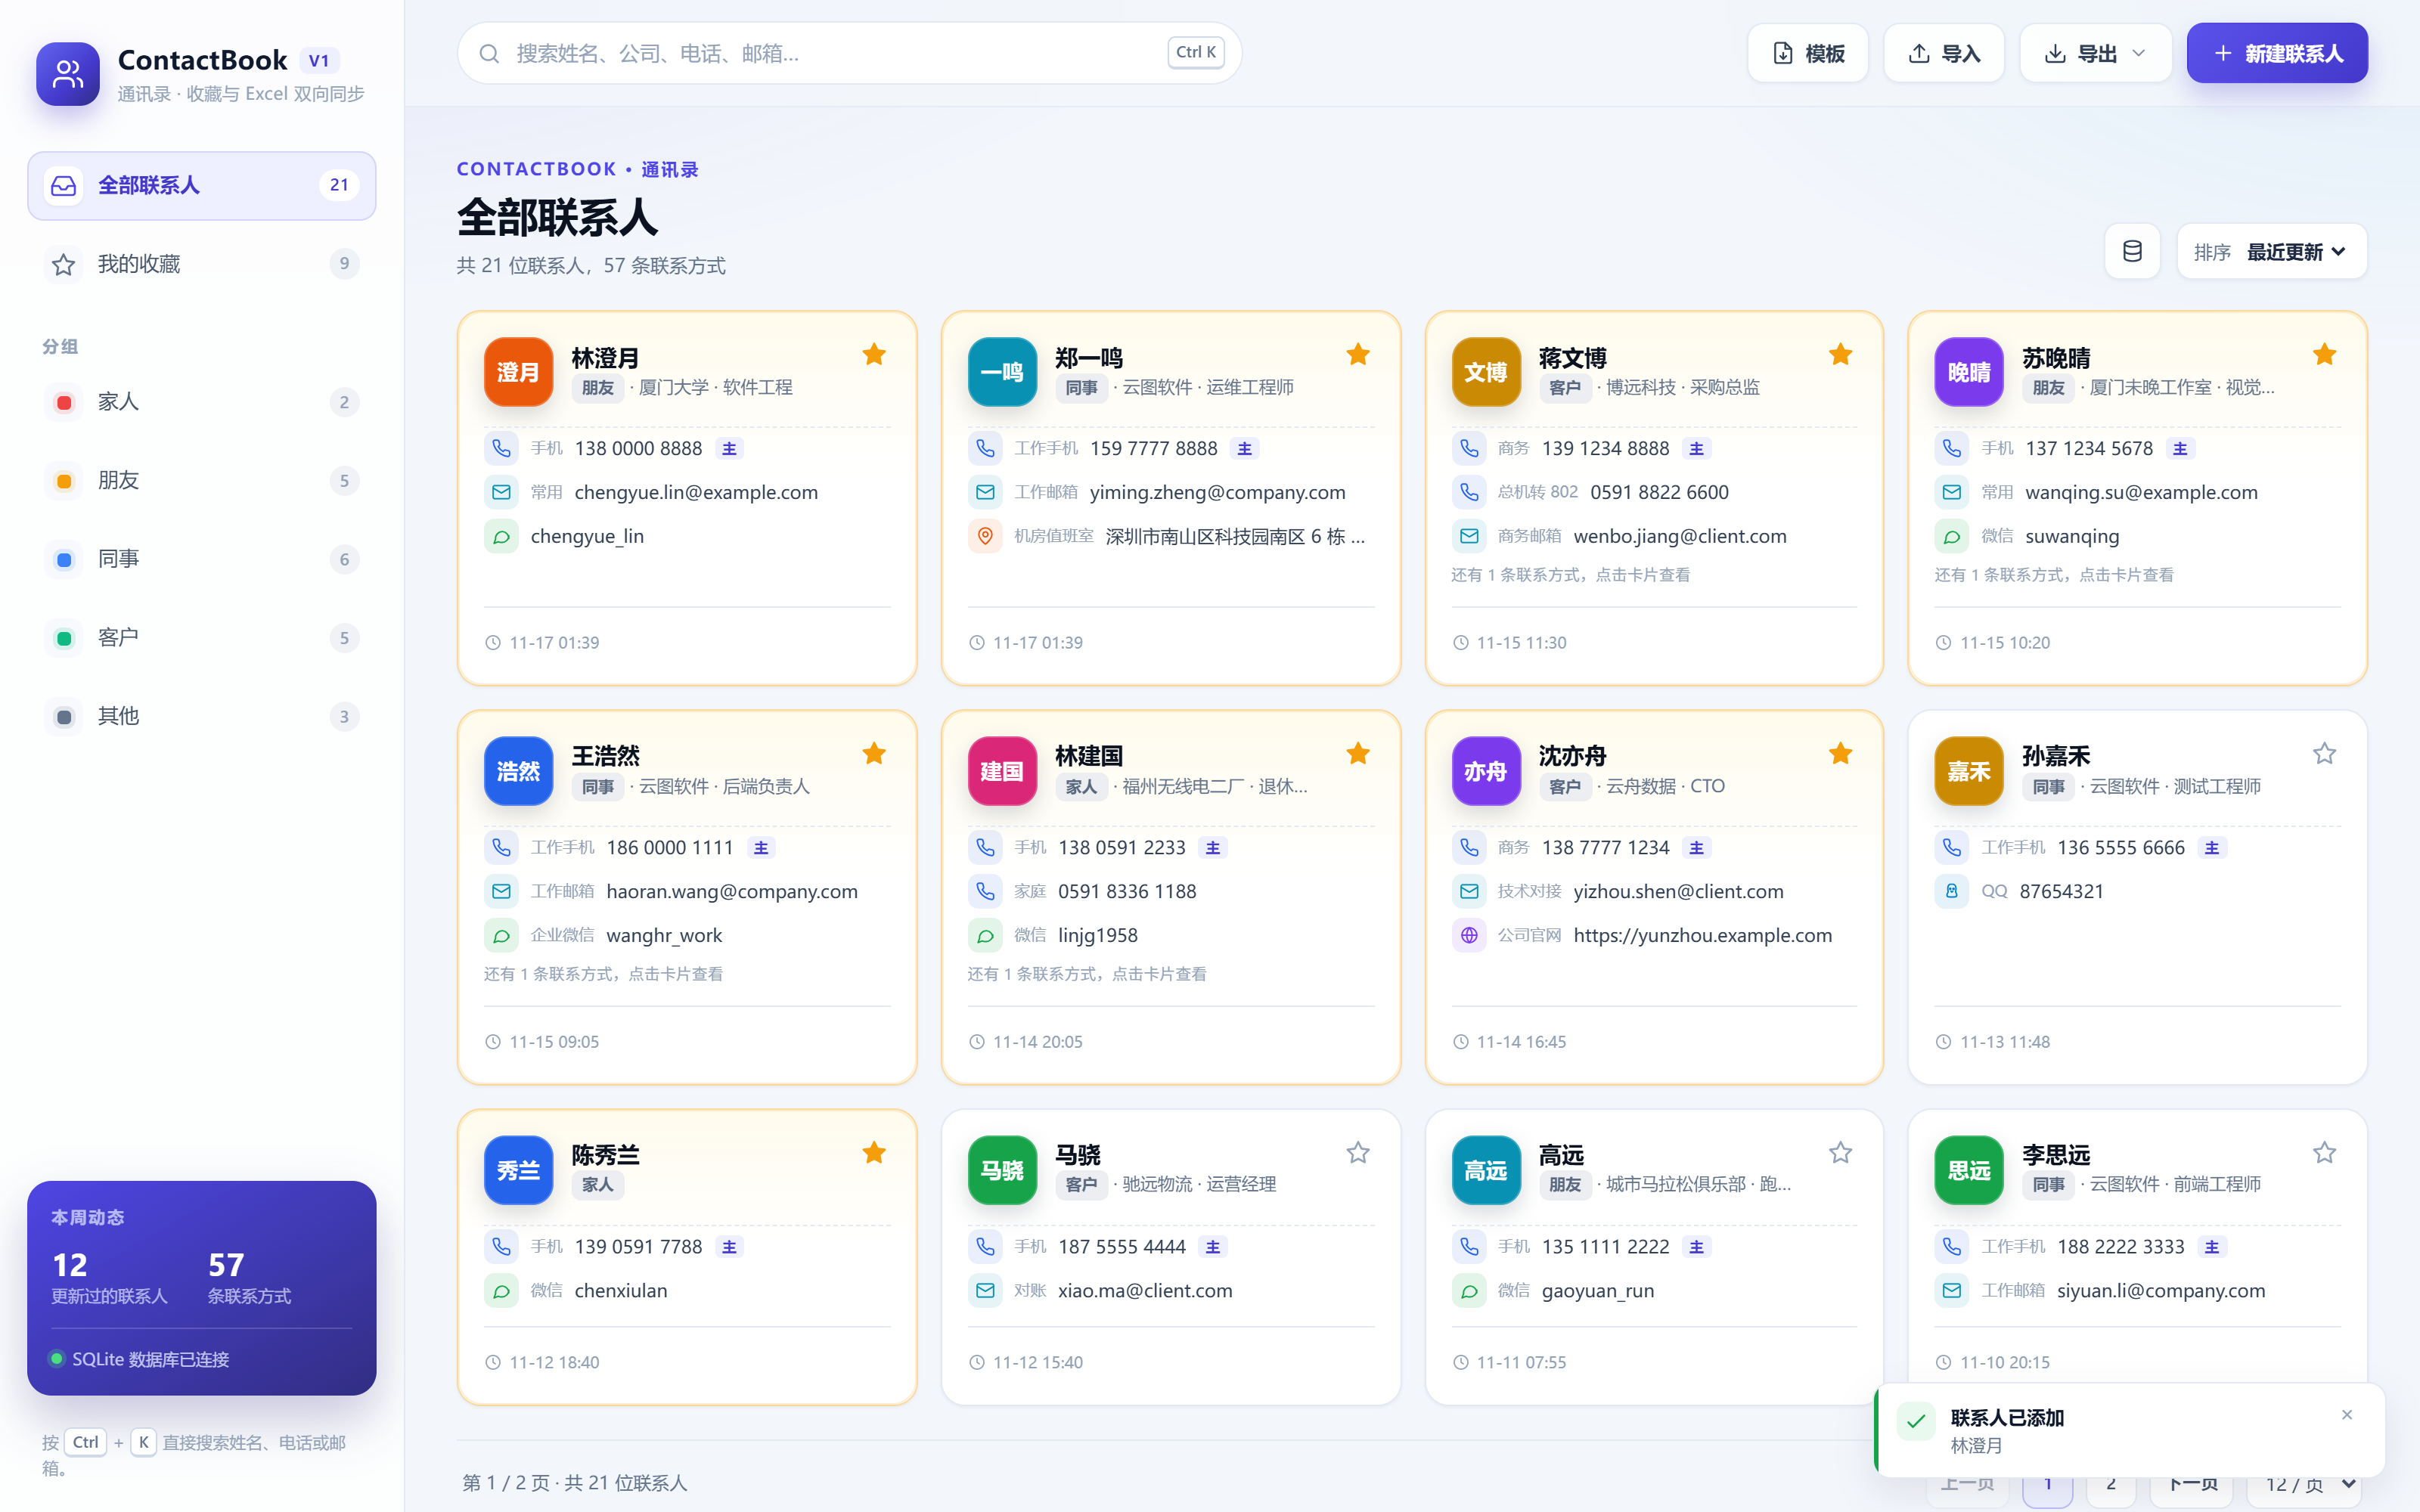 ContactBook V1
通讯录 · 收藏与 Excel 双向同步
全部联系人 21
我的收藏 9
分组
家人 2
朋友 5
同事 6
客户 5
其他 3
本周动态
12 57
更新过的联系人 条联系方式
SQLite 数据库已连接
按 Ctrl + K 直接搜索姓名、电话或邮
箱。
搜索姓名、公司、电话、邮箱... Ctrl K
模板 导入 导出 新建联系人
CONTACTBOOK • 通讯录
全部联系人
共 21 位联系人，57 条联系方式
排序 最近更新
澄月 林澄月
朋友 · 厦门大学 · 软件工程
手机 138 0000 8888 主
常用 chengyue.lin@example.com
chengyue_lin
11-17 01:39
一鸣 郑一鸣
同事 · 云图软件 · 运维工程师
工作手机 159 7777 8888 主
工作邮箱 yiming.zheng@company.com
机房值班室 深圳市南山区科技园南区 6 栋 ...
11-17 01:39
文博 蒋文博
客户 · 博远科技 · 采购总监
商务 139 1234 8888 主
总机转 802 0591 8822 6600
商务邮箱 wenbo.jiang@client.com
还有 1 条联系方式，点击卡片查看
11-15 11:30
晚晴 苏晚晴
朋友 · 厦门未晚工作室 · 视觉...
手机 137 1234 5678 主
常用 wanqing.su@example.com
微信 suwanqing
还有 1 条联系方式，点击卡片查看
11-15 10:20
浩然 王浩然
同事 · 云图软件 · 后端负责人
工作手机 186 0000 1111 主
工作邮箱 haoran.wang@company.com
企业微信 wanghr_work
还有 1 条联系方式，点击卡片查看
11-15 09:05
建国 林建国
家人 · 福州无线电二厂 · 退休...
手机 138 0591 2233 主
家庭 0591 8336 1188
微信 linjg1958
还有 1 条联系方式，点击卡片查看
11-14 20:05
亦舟 沈亦舟
客户 · 云舟数据 · CTO
商务 138 7777 1234 主
技术对接 yizhou.shen@client.com
公司官网 https://yunzhou.example.com
11-14 16:45
嘉禾 孙嘉禾
同事 · 云图软件 · 测试工程师
工作手机 136 5555 6666 主
QQ 87654321
11-13 11:48
秀兰 陈秀兰
家人
手机 139 0591 7788 主
微信 chenxiulan
11-12 18:40
马骁 马骁
客户 · 驰远物流 · 运营经理
手机 187 5555 4444 主
对账 xiao.ma@client.com
11-12 15:40
高远 高远
朋友 · 城市马拉松俱乐部 · 跑...
手机 135 1111 2222 主
微信 gaoyuan_run
11-11 07:55
思远 李思远
同事 · 云图软件 · 前端工程师
工作手机 188 2222 3333 主
工作邮箱 siyuan.li@company.com
11-10 20:15
联系人已添加
林澄月
第 1 / 2 页 · 共 21 位联系人
上一页 1 2 下一页 12 / 页